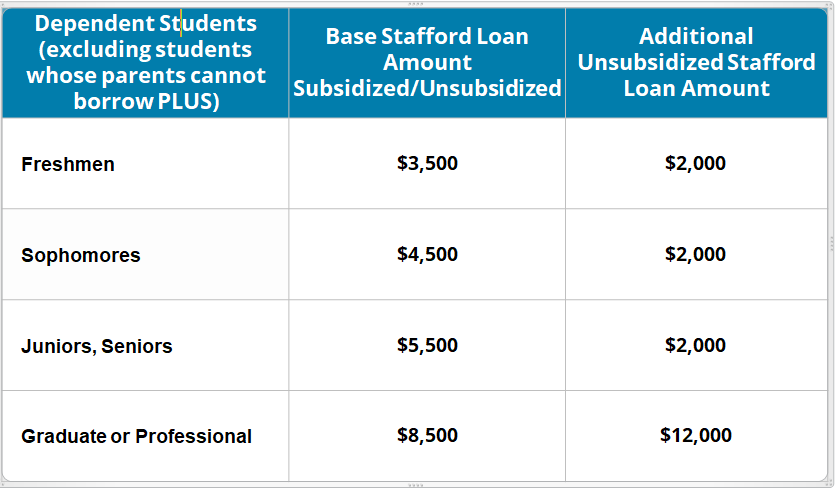 Dependent Students
(excluding students
whose parents cannot
borrow PLUS)
Base Stafford Loan
Amount
Subsidized/Unsubsidized
Additional
Unsubsidized Stafford
Loan Amount
Freshmen
$3,500
$2,000
Sophomores
$4,500
$2,000
Juniors, Seniors
$5,500
$2,000
Graduate or Professional
$8,500
$12,000